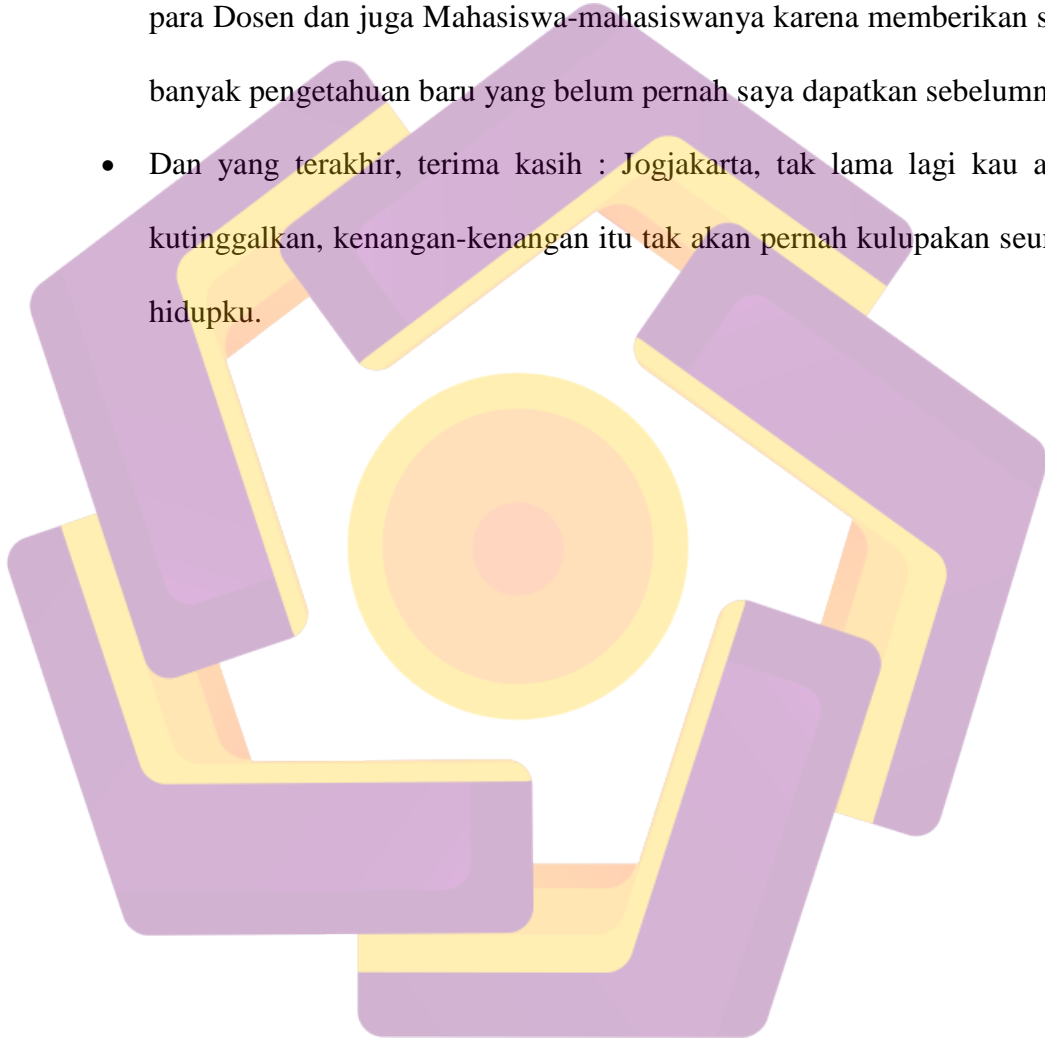 para Dosen dan juga Mahasiswa-mahasiswanya karena memberikan
banyak pengetahuan baru yang belum pernah saya dapatkan
• Dan yang terakhir, terima kasih : Jogjakarta, tak lama lagi kau
kutinggalkan, kenangan-kenangan itu tak akan pernah kulupakan
hidupku.